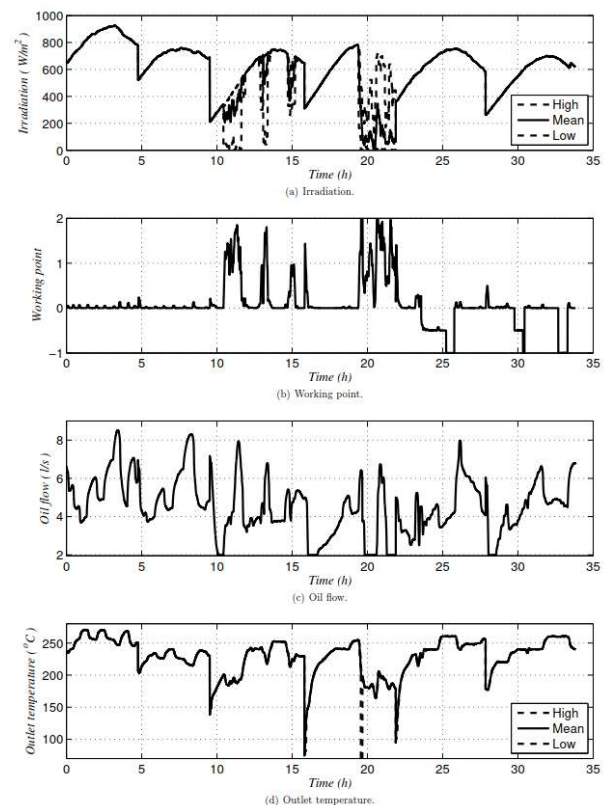 1000
800
600
400
200
0
Irradiation ( W/m²)
High
Mean
Low
0 5 10 15 20 25 30 35
Time (h)
(a) Irradiation.
2
1
0
−1
Working point
0 5 10 15 20 25 30 35
Time (h)
(b) Working point.
8
6
4
2
Oil flow ( l/s)
0 5 10 15 20 25 30 35
Time (h)
(c) Oil flow.
250
200
150
100
Outlet temperature ( °C)
High
Mean
Low
0 5 10 15 20 25 30 35
Time (h)
(d) Outlet temperature.